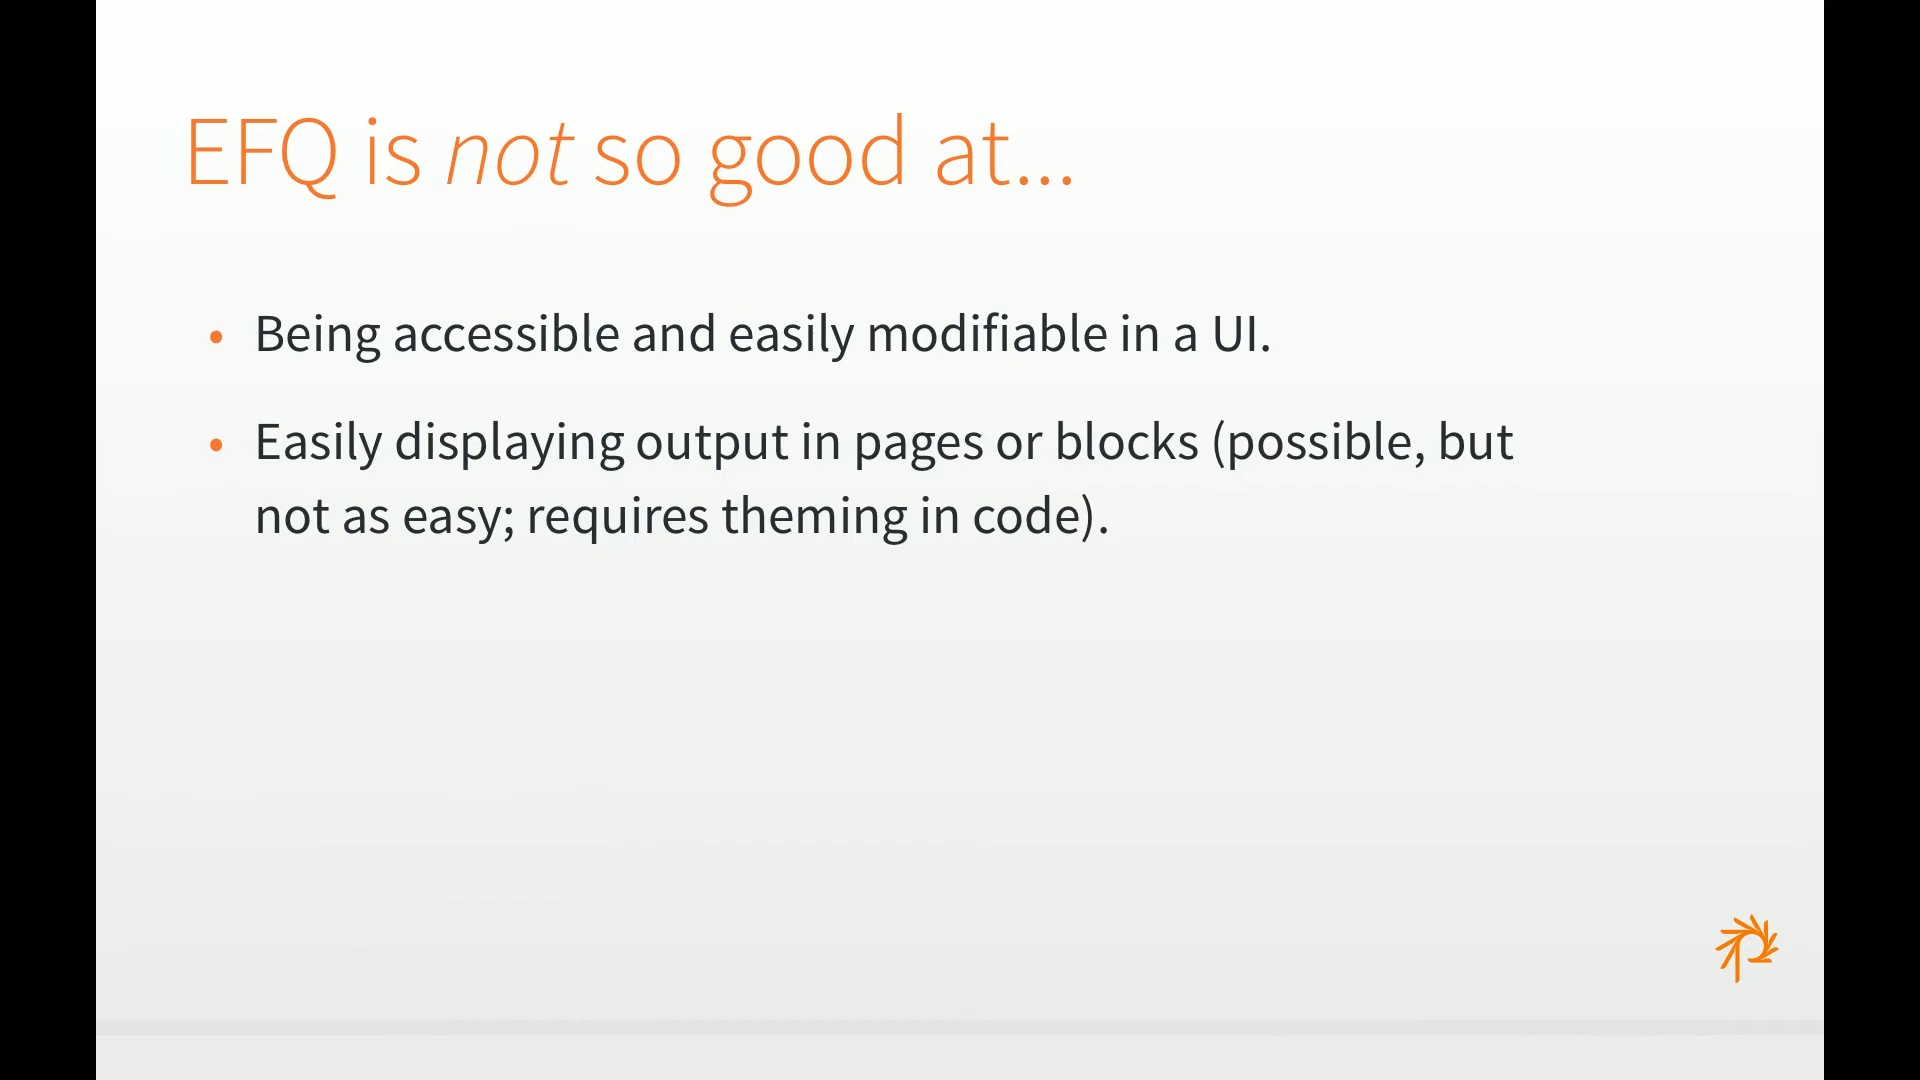 EFQ is not so good at...
• Being accessible and easily modifiable in a UI.
• Easily displaying output in pages or blocks (possible, but
not as easy; requires theming in code).